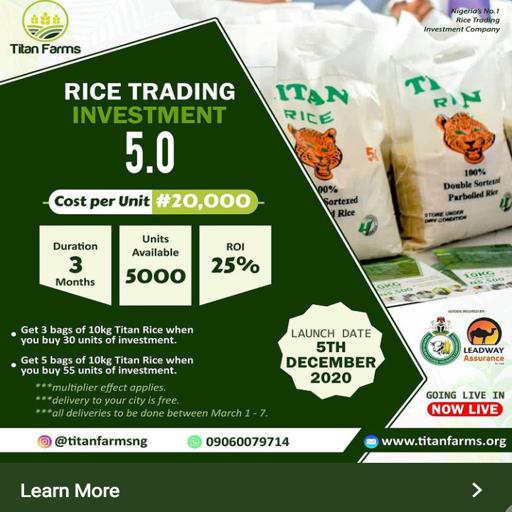 Titan Farms
Nigeria's No.1
Rice Trading
Investment Company
RICE TRADING
INVESTMENT
5.0
Cost per Unit #20,000
Duration
3
Months
Units
Available
5000
ROI
25%
Get 3 bags of 10kg Titan Rice when
you buy 30 units of investment.
Get 5 bags of 10kg Titan Rice when
you buy 55 units of investment.
***multiplier effect applies.
***delivery to your city is free.
***all deliveries to be done between March 1 - 7.
LAUNCH DATE
5TH
DECEMBER
2020
ITAN
RICE
100%
Double Sortexed
Parboiled Rice
STORE UNDER
DRY CONDITION
10KG
GOODS INSURED BY:
LEADWAY
Assurance
GOING LIVE IN
NOW LIVE
@titanfarmsng
09060079714
www.titanfarms.org
Learn More